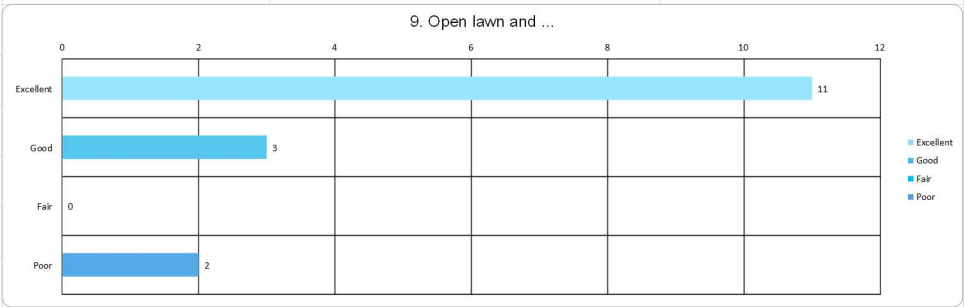 9. Open lawn and ...
0 2 4 6 8 10 12
Excellent 11
Good 3
Fair 0
Poor 2
Excellent
Good
Fair
Poor